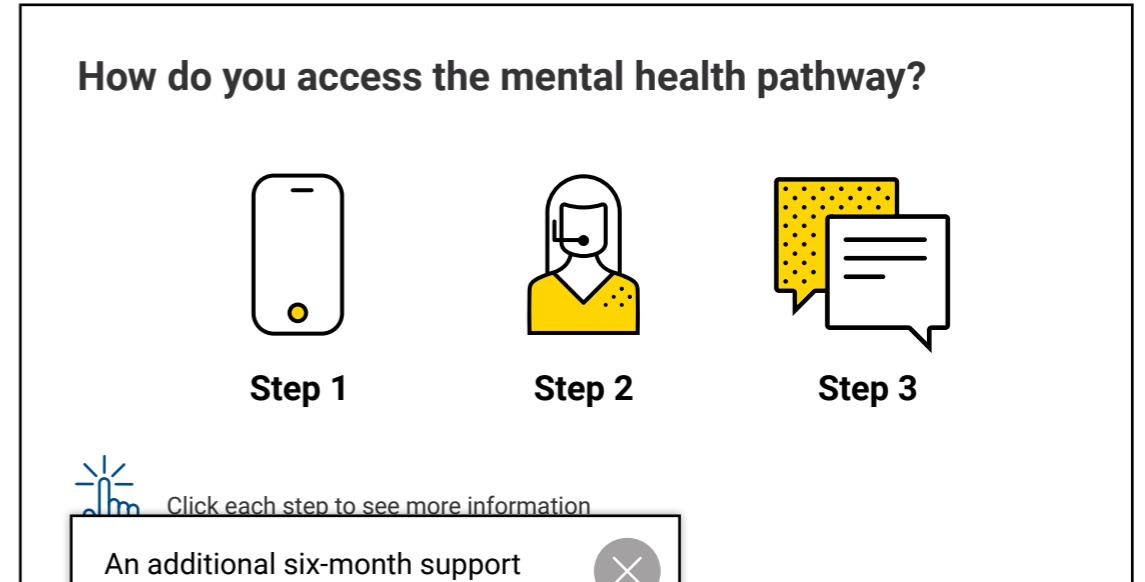 How do you access the mental health pathway?
Step 1
Step 2
Step 3
Click each step to see more information
An additional six-month support